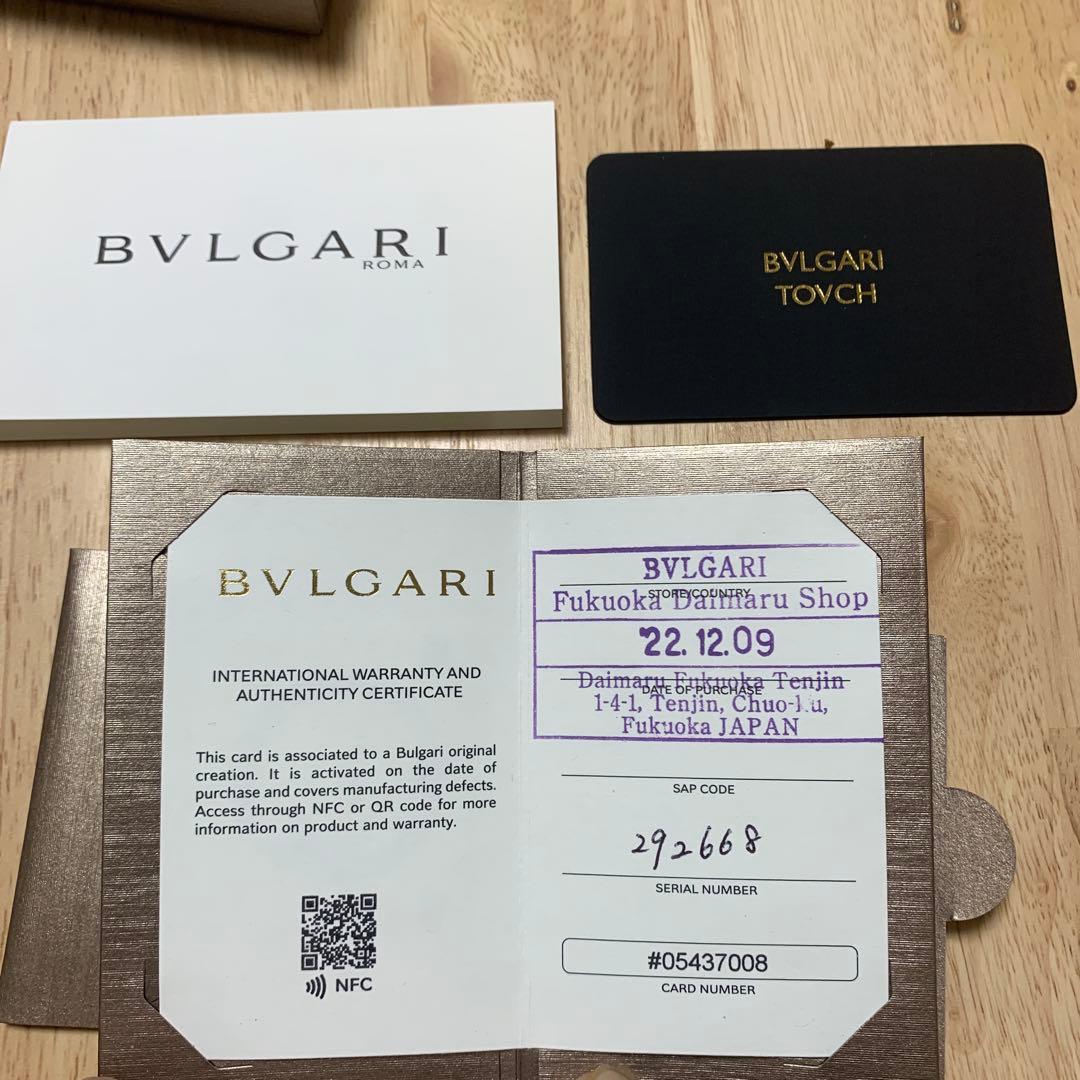 BVLGARI
ROMA
BVLGARI
TOVCH
BVLGARI
INTERNATIONAL WARRANTY AND
AUTHENTICITY CERTIFICATE
This card is associated to a Bulgari original
creation. It is activated on the date of
purchase and covers manufacturing defects.
Access through NFC or QR code for more
information on product and warranty.
NFC
BVLGARI
STORE/COUNTRY
Fukuoka Daimaru Shop
'22.12.09
Daimaru Fukuoka Tenjin
DATE OF PURCHASE
1-4-1, Tenjin, Chuo-ku,
Fukuoka JAPAN
SAP CODE
292668
SERIAL NUMBER
#05437008
CARD NUMBER